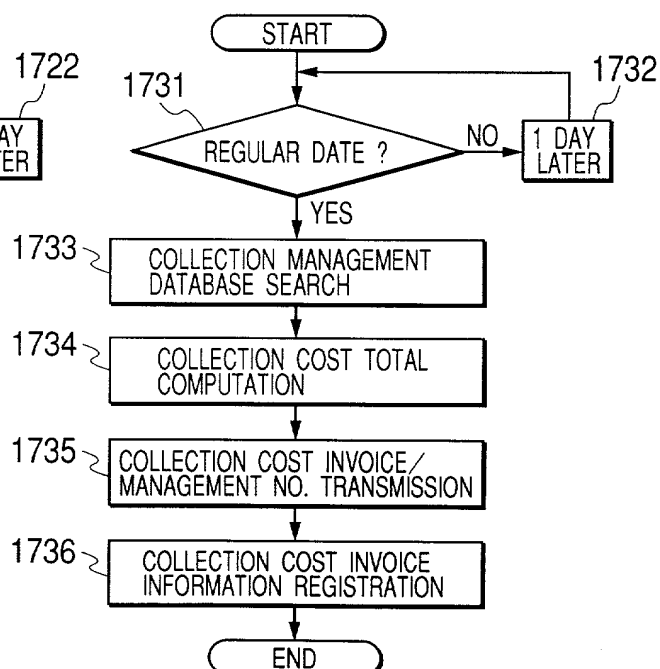 START
1722
1731
1732
REGULAR DATE ?
NO
1 DAY
LATER
YES
1733
COLLECTION MANAGEMENT
DATABASE SEARCH
1734
COLLECTION COST TOTAL
COMPUTATION
1735
COLLECTION COST INVOICE/
MANAGEMENT NO. TRANSMISSION
1736
COLLECTION COST INVOICE
INFORMATION REGISTRATION
END